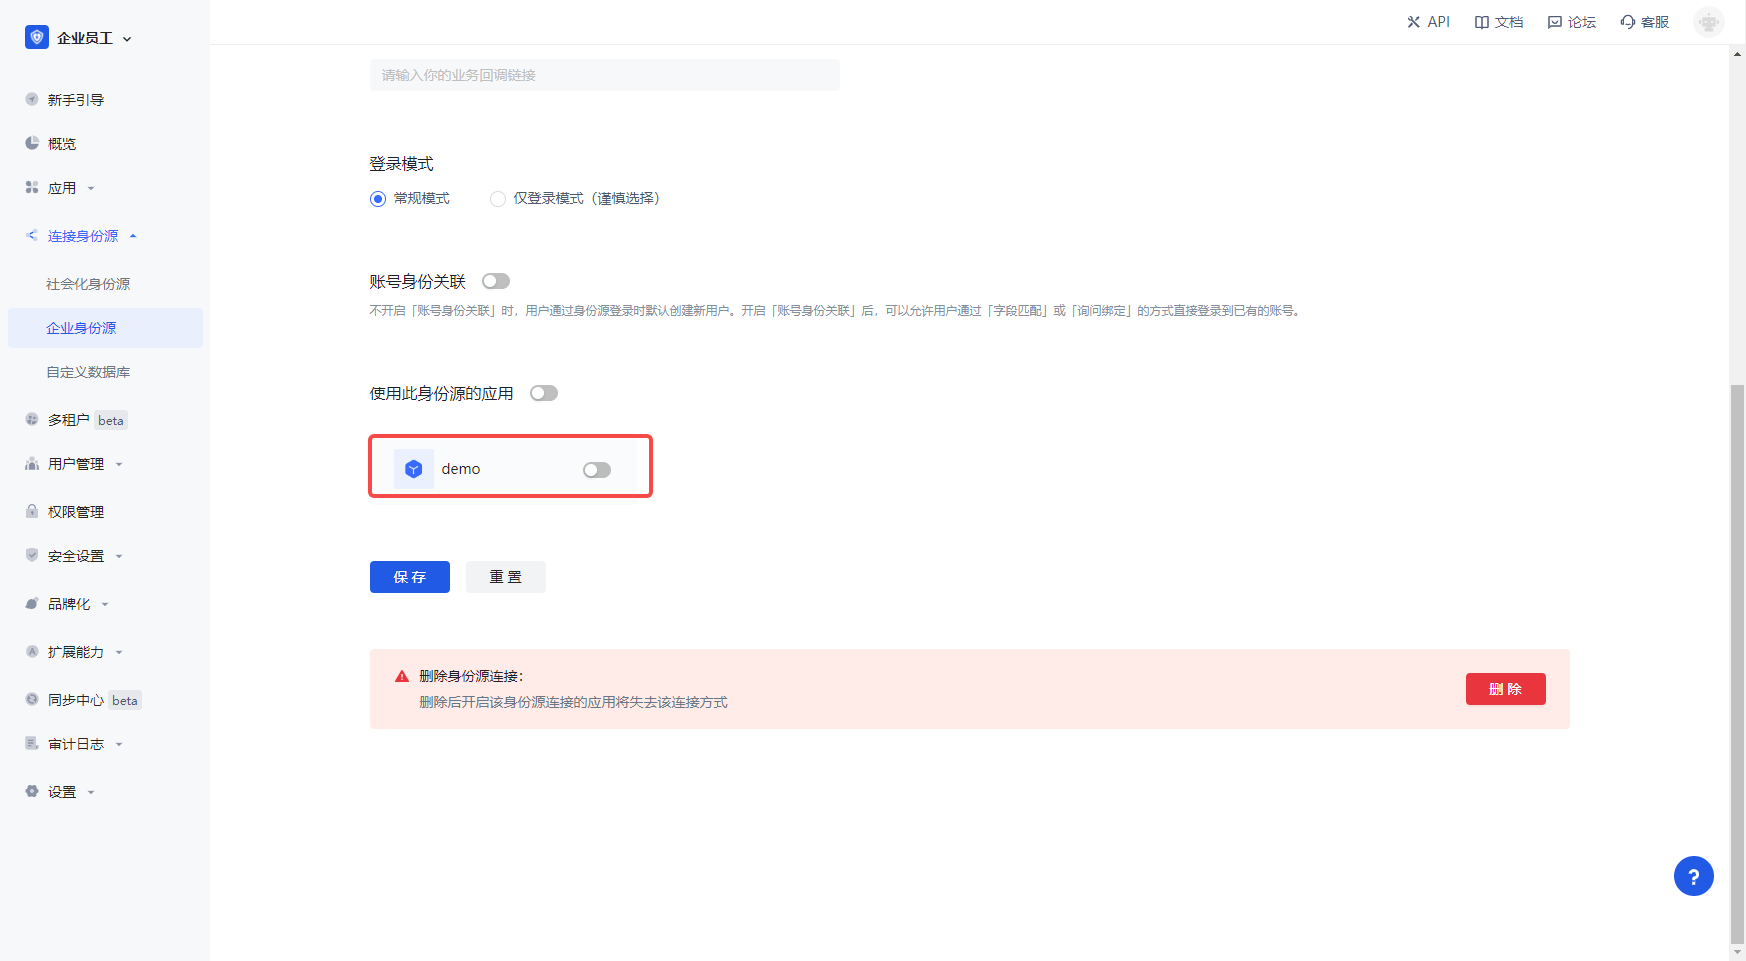 企业员工
API
文档
论坛
客服
新手引导
概览
应用
连接身份源
社会化身份源
企业身份源
自定义数据库
多租户 beta
用户管理
权限管理
安全设置
品牌化
扩展能力
同步中心 beta
审计日志
设置
请输入你的业务回调链接
登录模式
常规模式
仅登录模式（谨慎选择）
账号身份关联
不开启「账号身份关联」时，用户通过身份源登录时默认创建新用户。开启「账号身份关联」后，可以允许用户通过「字段匹配」或「询问绑定」的方式直接登录到已有的账号。
使用此身份源的应用
demo
保 存
重 置
删除身份源连接：
删除后开启该身份源连接的应用将失去该连接方式
删 除
?